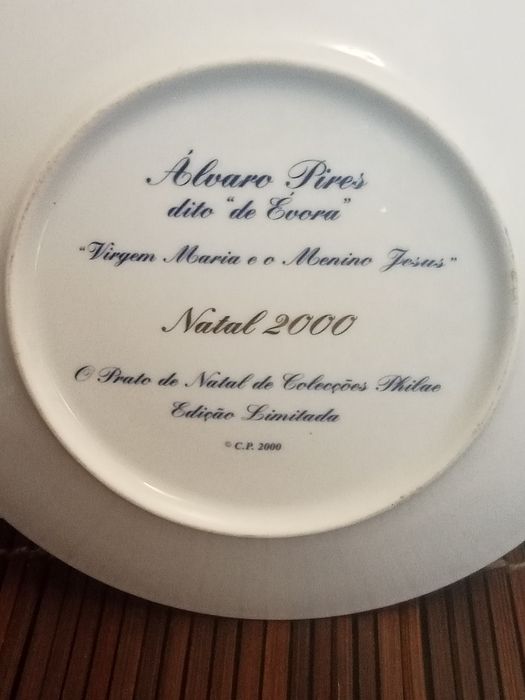 Álvaro Pires
dito "de Évora"
"Virgem Maria e o Menino Jesus"
Natal 2000
O Prato de Natal de Colecções Philae
Edição Limitada
© C.P. 2000